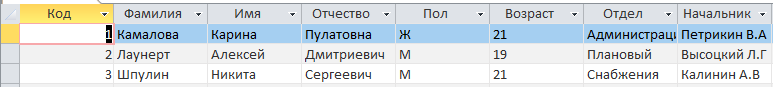 Код Фамилия Имя Отчество Пол Возраст Отдел Начальник
1 Камалова Карина Пулатовна Ж 21 Администраци Петрикин В.А
2 Лаунерт Алексей Дмитриевич М 19 Плановый Высоцкий Л.Г
3 Шпулин Никита Сергеевич М 21 Снабжения Калинин А.В